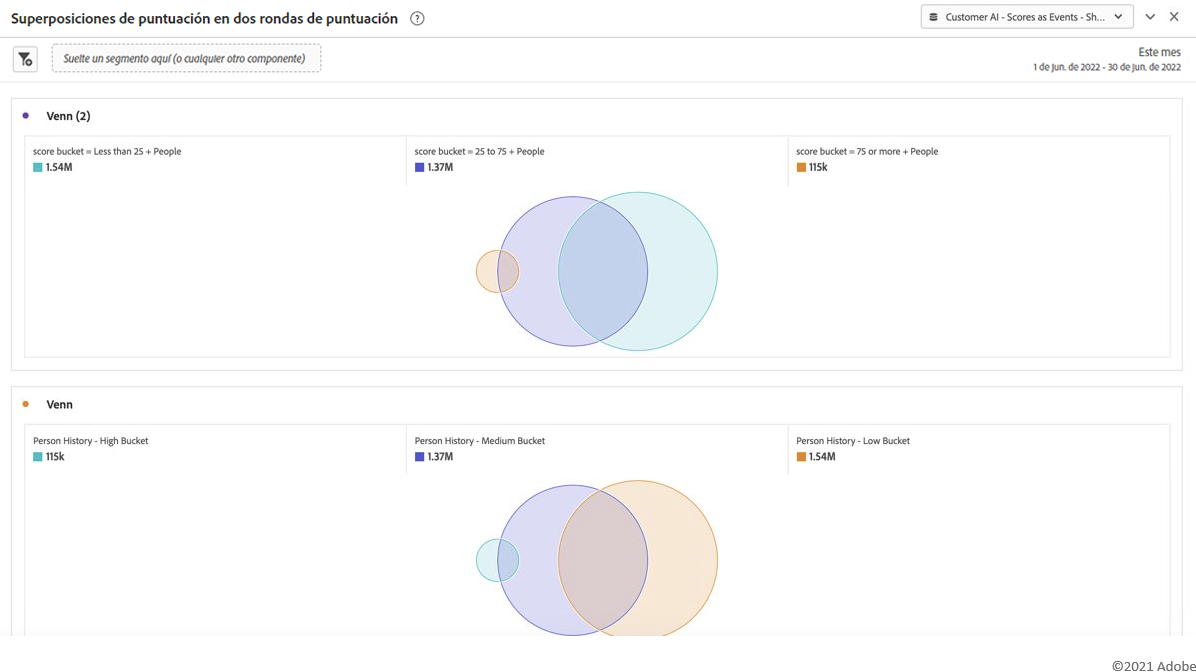 Superposiciones de puntuación en dos rondas de puntuación ?
Customer AI - Scores as Events - Sh...
Suelte un segmento aquí (o cualquier otro componente)
Este mes
1 de jun. de 2022 - 30 de jun. de 2022
Venn (2)
score bucket = Less than 25 + People
1.54M
score bucket = 25 to 75 + People
1.37M
score bucket = 75 or more + People
115k
Venn
Person History - High Bucket
115k
Person History - Medium Bucket
1.37M
Person History - Low Bucket
1.54M
©2021 Adobe